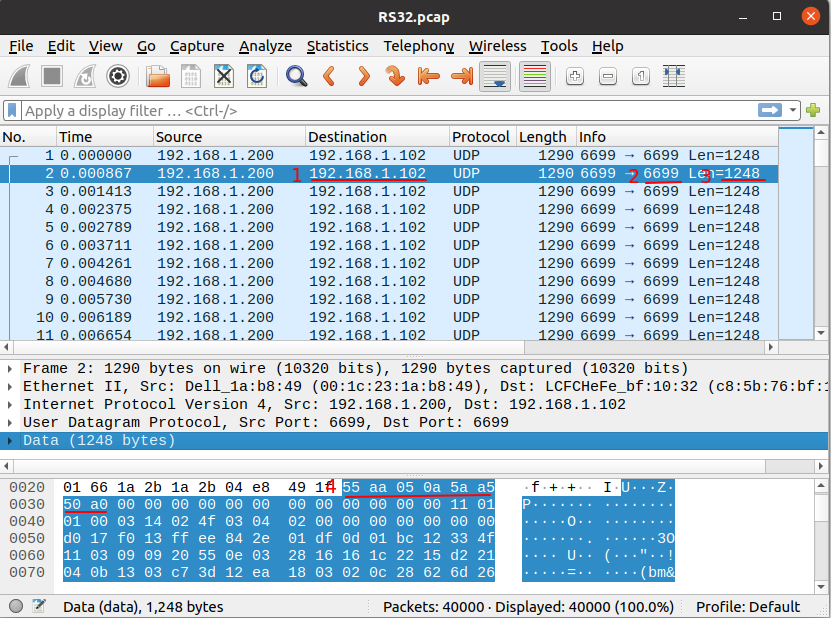 RS32.pcap
File Edit View Go Capture Analyze Statistics Telephony Wireless Tools Help
Apply a display filter … <Ctrl-/>
No. Time Source Destination Protocol Length Info
1 0.000000 192.168.1.200 192.168.1.102 UDP 1290 6699 → 6699 Len=1248
2 0.000867 192.168.1.200 1 192.168.1.102 UDP 1290 6699 → 2 6699 3 Len=1248
3 0.001413 192.168.1.200 192.168.1.102 UDP 1290 6699 → 6699 Len=1248
4 0.002375 192.168.1.200 192.168.1.102 UDP 1290 6699 → 6699 Len=1248
5 0.002789 192.168.1.200 192.168.1.102 UDP 1290 6699 → 6699 Len=1248
6 0.003711 192.168.1.200 192.168.1.102 UDP 1290 6699 → 6699 Len=1248
7 0.004261 192.168.1.200 192.168.1.102 UDP 1290 6699 → 6699 Len=1248
8 0.004680 192.168.1.200 192.168.1.102 UDP 1290 6699 → 6699 Len=1248
9 0.005730 192.168.1.200 192.168.1.102 UDP 1290 6699 → 6699 Len=1248
10 0.006189 192.168.1.200 192.168.1.102 UDP 1290 6699 → 6699 Len=1248
11 0.006654 192.168.1.200 192.168.1.102 UDP 1290 6699 → 6699 Len=1248
Frame 2: 1290 bytes on wire (10320 bits), 1290 bytes captured (10320 bits)
Ethernet II, Src: Dell_1a:b8:49 (00:1c:23:1a:b8:49), Dst: LCFCHeFe_bf:10:32 (c8:5b:76:bf:1
Internet Protocol Version 4, Src: 192.168.1.200, Dst: 192.168.1.102
User Datagram Protocol, Src Port: 6699, Dst Port: 6699
Data (1248 bytes)
0020 01 66 1a 2b 1a 2b 04 e8 49 1f 4 55 aa 05 0a 5a a5 ·f·+·+·· I·U···Z·
0030 50 a0 00 00 00 00 00 00 00 00 00 00 00 00 11 01 P······· ········
0040 01 00 03 14 02 4f 03 04 02 00 00 00 00 00 00 00 ·····O·· ········
0050 d0 17 f0 13 ff ee 84 2e 01 df 0d 01 bc 12 33 4f ·······. ······3O
0060 11 03 09 09 20 55 0e 03 28 16 16 1c 22 15 d2 21 ···· U·· (···"··!
0070 04 0b 13 03 c7 3d 12 ea 18 03 02 0c 28 62 6d 26 ·····=·· ····(bm&
Data (data), 1,248 bytes Packets: 40000 · Displayed: 40000 (100.0%) Profile: Default